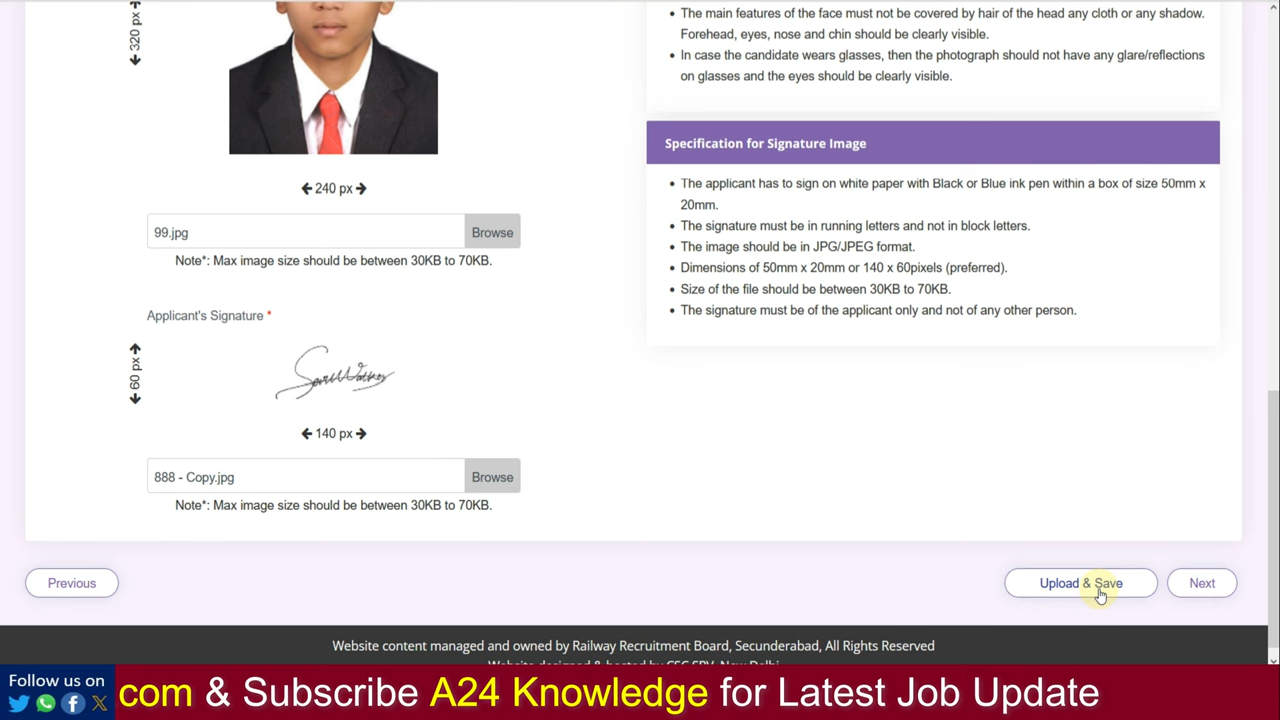 320 px
• The main features of the face must not be covered by hair of the head any cloth or any shadow.
Forehead, eyes, nose and chin should be clearly visible.
• In case the candidate wears glasses, then the photograph should not have any glare/reflections
on glasses and the eyes should be clearly visible.
240 px
99.jpg
Browse
Note*: Max image size should be between 30KB to 70KB.
Specification for Signature Image
• The applicant has to sign on white paper with Black or Blue ink pen within a box of size 50mm x
20mm.
• The signature must be in running letters and not in block letters.
• The image should be in JPG/JPEG format.
• Dimensions of 50mm x 20mm or 140 x 60pixels (preferred).
• Size of the file should be between 30KB to 70KB.
• The signature must be of the applicant only and not of any other person.
Applicant's Signature *
60 px
140 px
888 - Copy.jpg
Browse
Note*: Max image size should be between 30KB to 70KB.
Previous
Upload & Save
Next
Website content managed and owned by Railway Recruitment Board, Secunderabad, All Rights Reserved
Website designed & hosted by CSC SPV, New Delhi
Follow us on
com & Subscribe A24 Knowledge for Latest Job Update